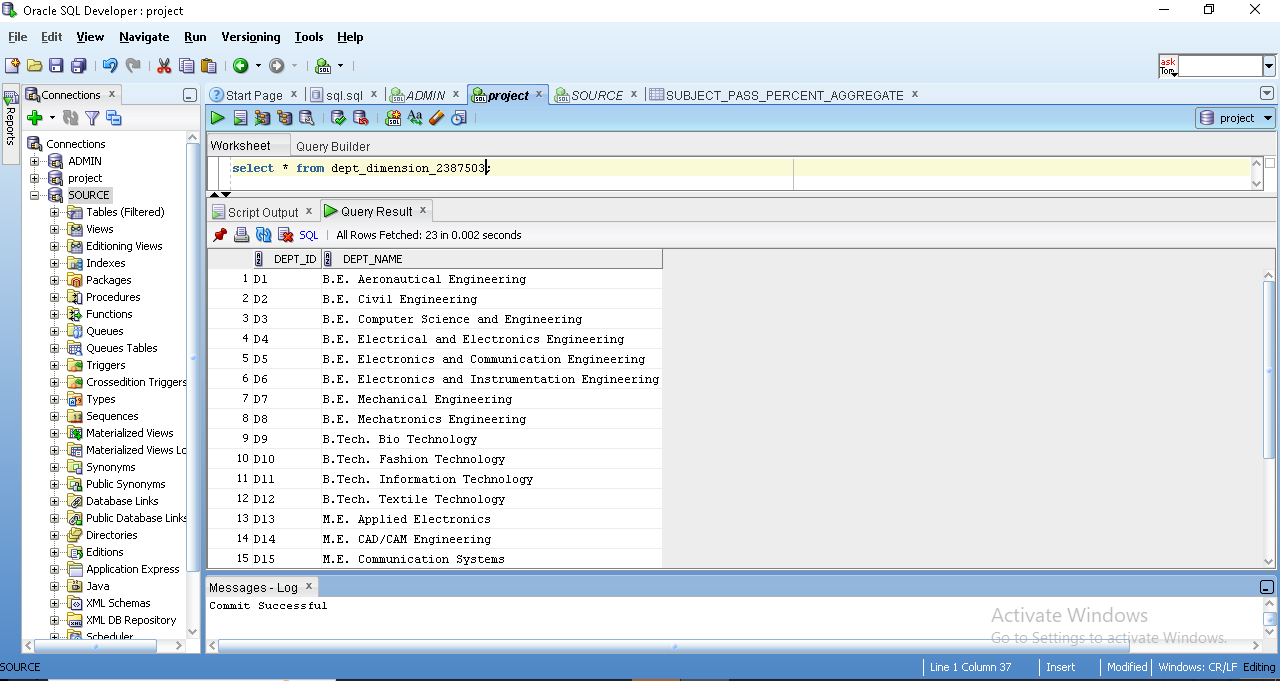 Oracle SQL Developer : project
File Edit View Navigate Run Versioning Tools Help
ask
Tom
Reports
Connections x
Start Page x sql.sql x ADMIN x project x SOURCE x SUBJECT_PASS_PERCENT_AGGREGATE x
project
Worksheet Query Builder
select * from dept_dimension_2387503;
Connections
ADMIN
project
SOURCE
Tables (Filtered)
Views
Editioning Views
Indexes
Packages
Procedures
Functions
Queues
Queues Tables
Triggers
Crossedition Triggers
Types
Sequences
Materialized Views
Materialized Views Lo
Synonyms
Public Synonyms
Database Links
Public Database Links
Directories
Editions
Application Express
Java
XML Schemas
XML DB Repository
Scheduler
Script Output x Query Result x
SQL | All Rows Fetched: 23 in 0.002 seconds
DEPT_ID DEPT_NAME
1 D1 B.E. Aeronautical Engineering
2 D2 B.E. Civil Engineering
3 D3 B.E. Computer Science and Engineering
4 D4 B.E. Electrical and Electronics Engineering
5 D5 B.E. Electronics and Communication Engineering
6 D6 B.E. Electronics and Instrumentation Engineering
7 D7 B.E. Mechanical Engineering
8 D8 B.E. Mechatronics Engineering
9 D9 B.Tech. Bio Technology
10 D10 B.Tech. Fashion Technology
11 D11 B.Tech. Information Technology
12 D12 B.Tech. Textile Technology
13 D13 M.E. Applied Electronics
14 D14 M.E. CAD/CAM Engineering
15 D15 M.E. Communication Systems
Messages - Log x
Commit Successful
Activate Windows
Go to Settings to activate Windows.
SOURCE
Line 1 Column 37 Insert Modified Windows: CR/LF Editing